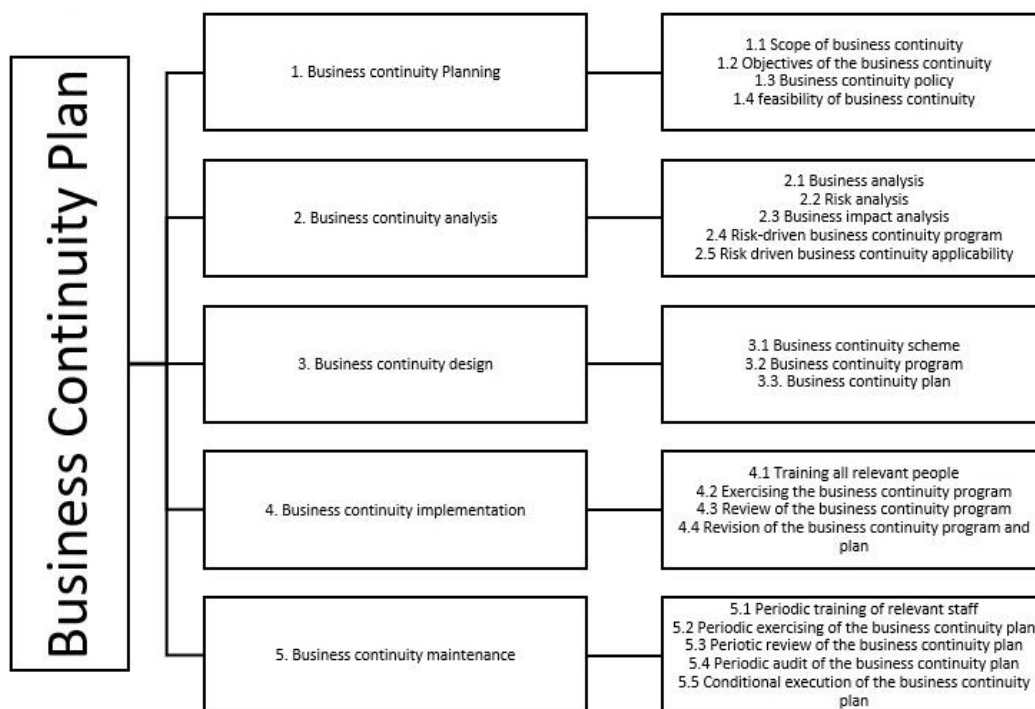 Business Continuity Plan
1. Business continuity Planning
1.1 Scope of business continuity
1.2 Objectives of the business continuity
1.3 Business continuity policy
1.4 feasibility of business continuity
2. Business continuity analysis
2.1 Business analysis
2.2 Risk analysis
2.3 Business impact analysis
2.4 Risk-driven business continuity program
2.5 Risk driven business continuity applicability
3. Business continuity design
3.1 Business continuity scheme
3.2 Business continuity program
3.3. Business continuity plan
4. Business continuity implementation
4.1 Training all relevant people
4.2 Exercising the business continuity program
4.3 Review of the business continuity program
4.4 Revision of the business continuity program and
plan
5. Business continuity maintenance
5.1 Periodic training of relevant staff
5.2 Periodic exercising of the business continuity plan
5.3 Periotic review of the business continuity plan
5.4 Periodic audit of the business continuity plan
5.5 Conditional execution of the business continuity
plan